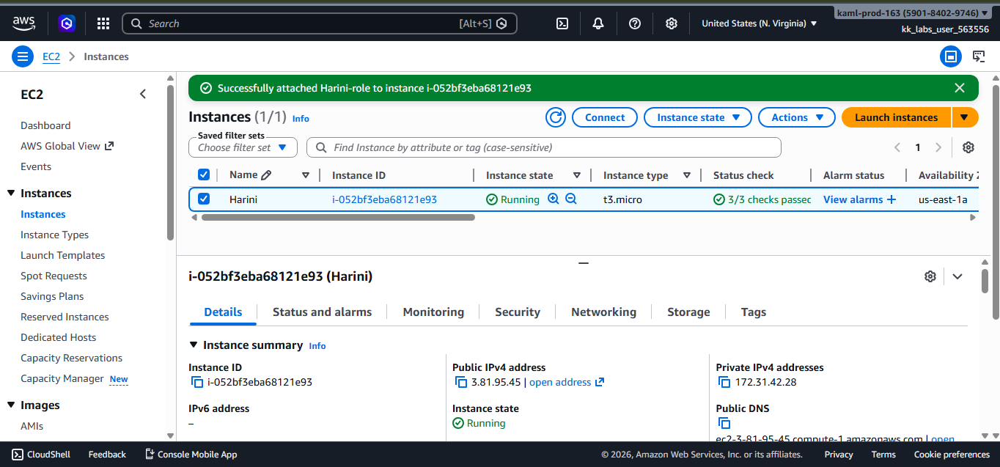 aws
Search [Alt+S]
United States (N. Virginia)
kaml-prod-163 (5901-8402-9746)
kk_labs_user_563556
EC2 Instances
EC2
Dashboard
AWS Global View
Events
Instances
Instances
Instance Types
Launch Templates
Spot Requests
Savings Plans
Reserved Instances
Dedicated Hosts
Capacity Reservations
Capacity Manager New
Images
AMIs
Successfully attached Harini-role to instance i-052bf3eba68121e93
Instances (1/1) Info
Connect Instance state Actions Launch instances
Saved filter sets
Choose filter set Find Instance by attribute or tag (case-sensitive) 1
Name Instance ID Instance state Instance type Status check Alarm status Availability Z
Harini i-052bf3eba68121e93 Running t3.micro 3/3 checks passec View alarms + us-east-1a
i-052bf3eba68121e93 (Harini)
Details Status and alarms Monitoring Security Networking Storage Tags
Instance summary Info
Instance ID
i-052bf3eba68121e93
IPv6 address
–
Public IPv4 address
3.81.95.45 | open address
Instance state
Running
Private IPv4 addresses
172.31.42.28
Public DNS
ec2-3-81-95-45.compute-1.amazonaws.com | open
CloudShell Feedback Console Mobile App © 2026, Amazon Web Services, Inc. or its affiliates. Privacy Terms Cookie preferences